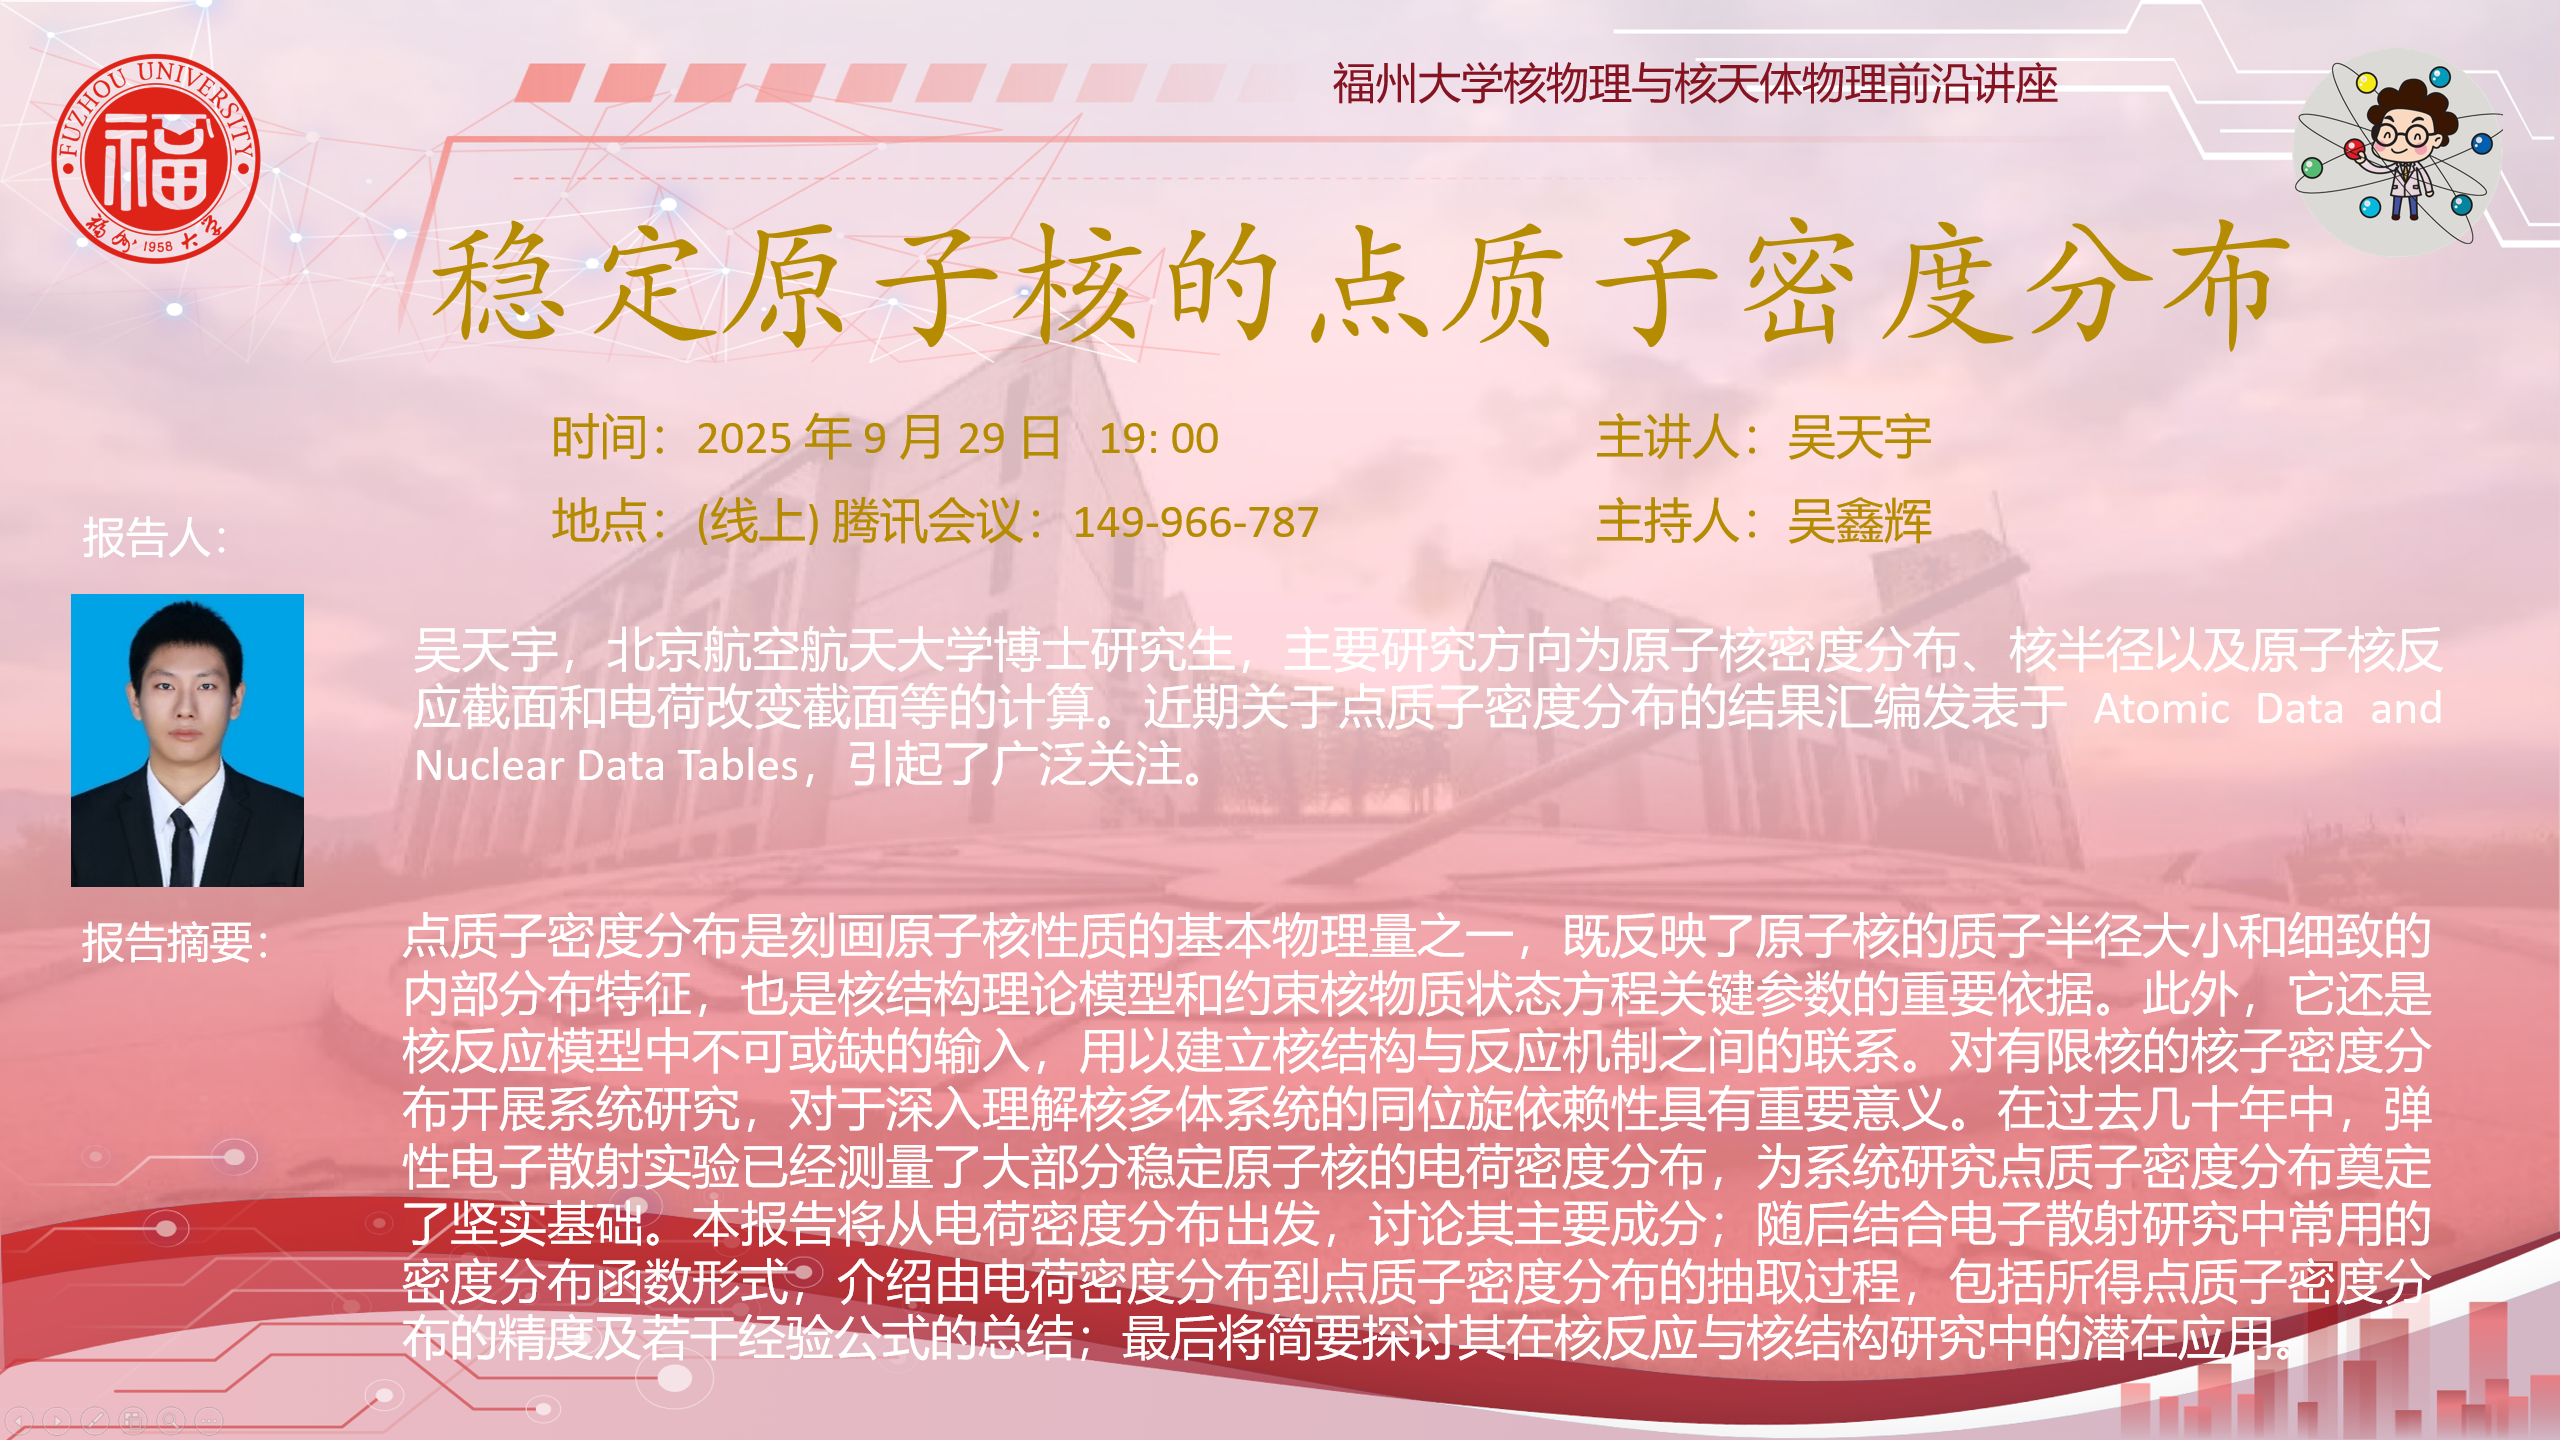 FUZHOU UNIVERSITY
福
福州大学
1958
福州大学核物理与核天体物理前沿讲座
稳定原子核的点质子密度分布
时间：2025 年 9 月 29 日 19: 00
主讲人：吴天宇
地点：(线上) 腾讯会议：149-966-787
主持人：吴鑫辉
报告人：
吴天宇，北京航空航天大学博士研究生，主要研究方向为原子核密度分布、核半径以及原子核反
应截面和电荷改变截面等的计算。近期关于点质子密度分布的结果汇编发表于 Atomic Data and
Nuclear Data Tables，引起了广泛关注。
报告摘要：
点质子密度分布是刻画原子核性质的基本物理量之一，既反映了原子核的质子半径大小和细致的
内部分布特征，也是核结构理论模型和约束核物质状态方程关键参数的重要依据。此外，它还是
核反应模型中不可或缺的输入，用以建立核结构与反应机制之间的联系。对有限核的核子密度分
布开展系统研究，对于深入理解核多体系统的同位旋依赖性具有重要意义。在过去几十年中，弹
性电子散射实验已经测量了大部分稳定原子核的电荷密度分布，为系统研究点质子密度分布奠定
了坚实基础。本报告将从电荷密度分布出发，讨论其主要成分；随后结合电子散射研究中常用的
密度分布函数形式，介绍由电荷密度分布到点质子密度分布的抽取过程，包括所得点质子密度分
布的精度及若干经验公式的总结；最后将简要探讨其在核反应与核结构研究中的潜在应用。